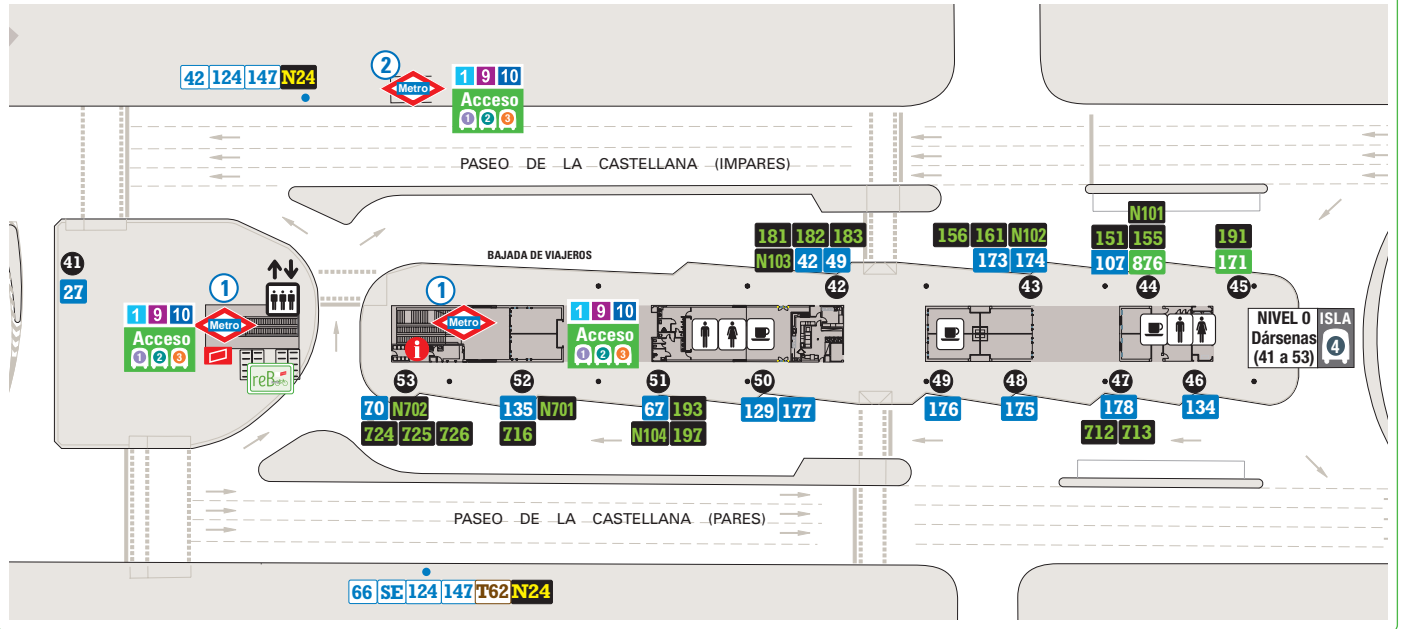 42 124 147 N24
2
Metro
1 9 10
Acceso
1 2 3
PASEO DE LA CASTELLANA (IMPARES)
41
27
1 9 10
Acceso
1 2 3
1
Metro
reB
BAJADA DE VIAJEROS
1
Metro
i
1 9 10
Acceso
1 2 3
181 182 183
N103 42 49
42
156 161 N102
173 174
43
N101
151 155
107 876
44
191
171
45
NIVEL 0
Dársenas
(41 a 53)
ISLA
4
53
70 N702
724 725 726
52
135 N701
716
51
67 193
N104 197
50
129 177
49
176
48
175
47
178
712 713
46
134
PASEO DE LA CASTELLANA (PARES)
66 SE 124 147 T62 N24